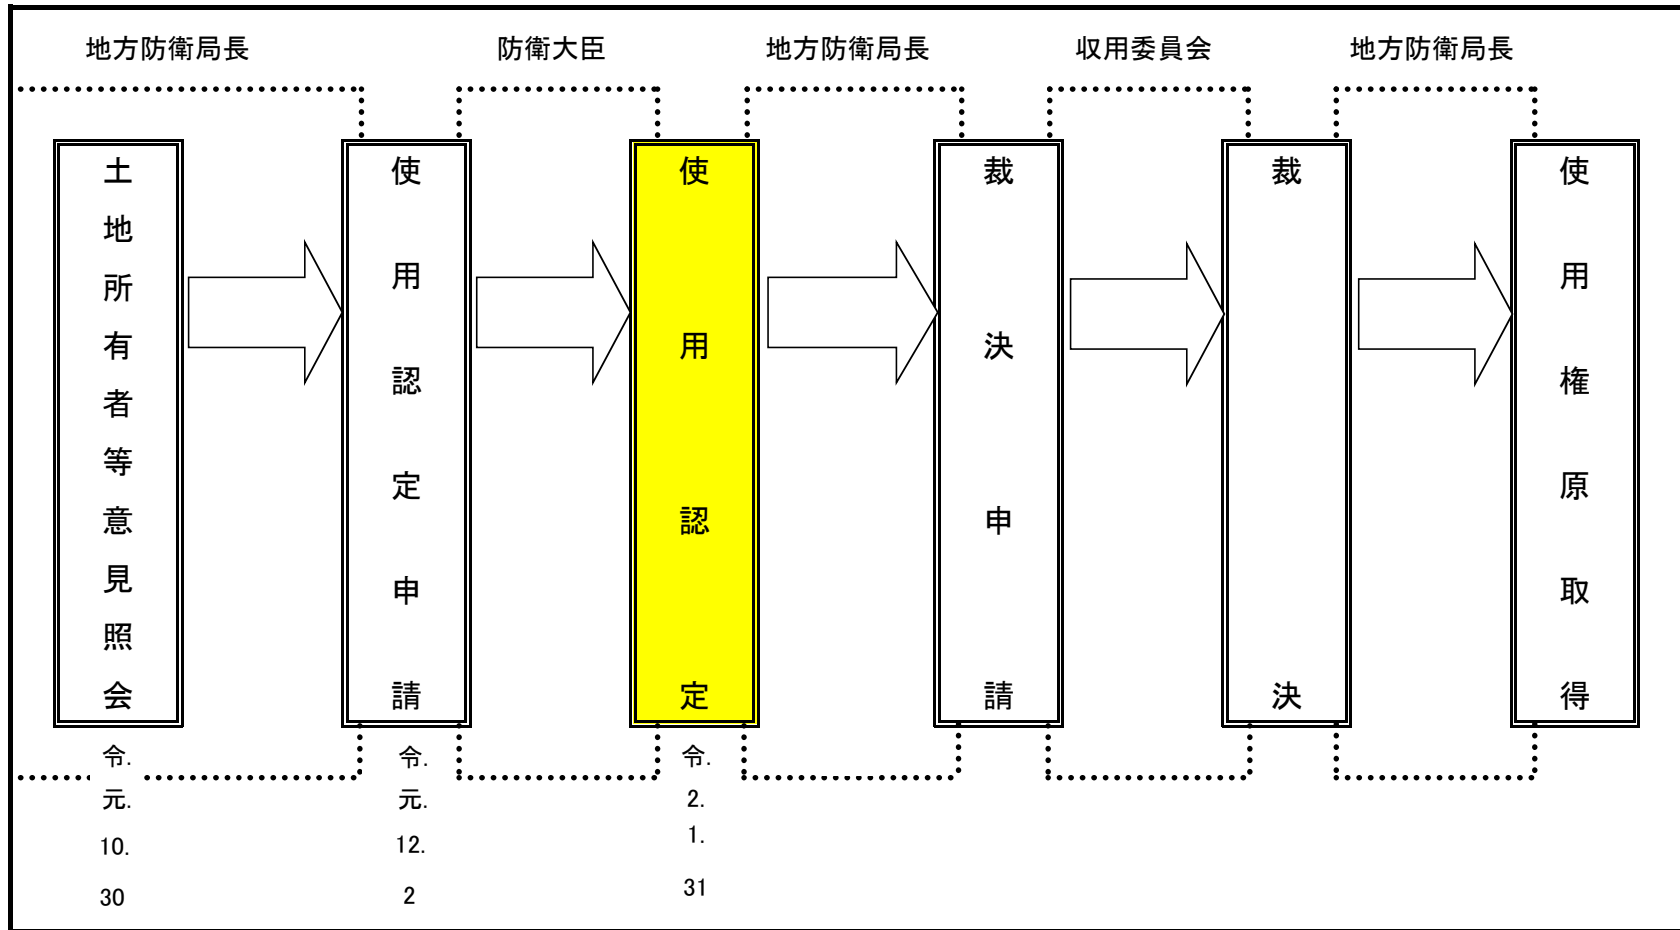 地方防衛局長 防衛大臣 地方防衛局長 収用委員会 地方防衛局長
土地所有者等意見照会
使用認定申請
使用認定
裁決申請
裁決
使用権原取得
令.
元.
10.
30
令.
元.
12.
2
令.
2.
1.
31